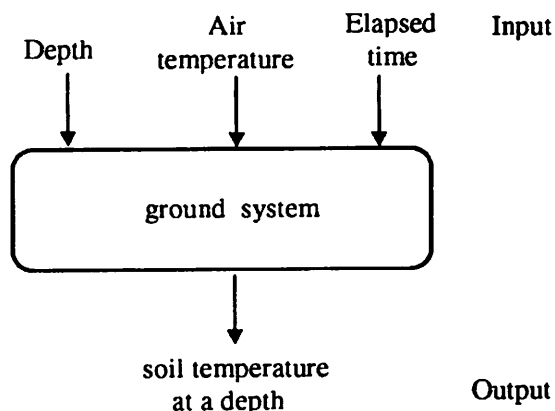 Depth
Air
temperature
Elapsed
time
Input
ground system
soil temperature
at a depth
Output